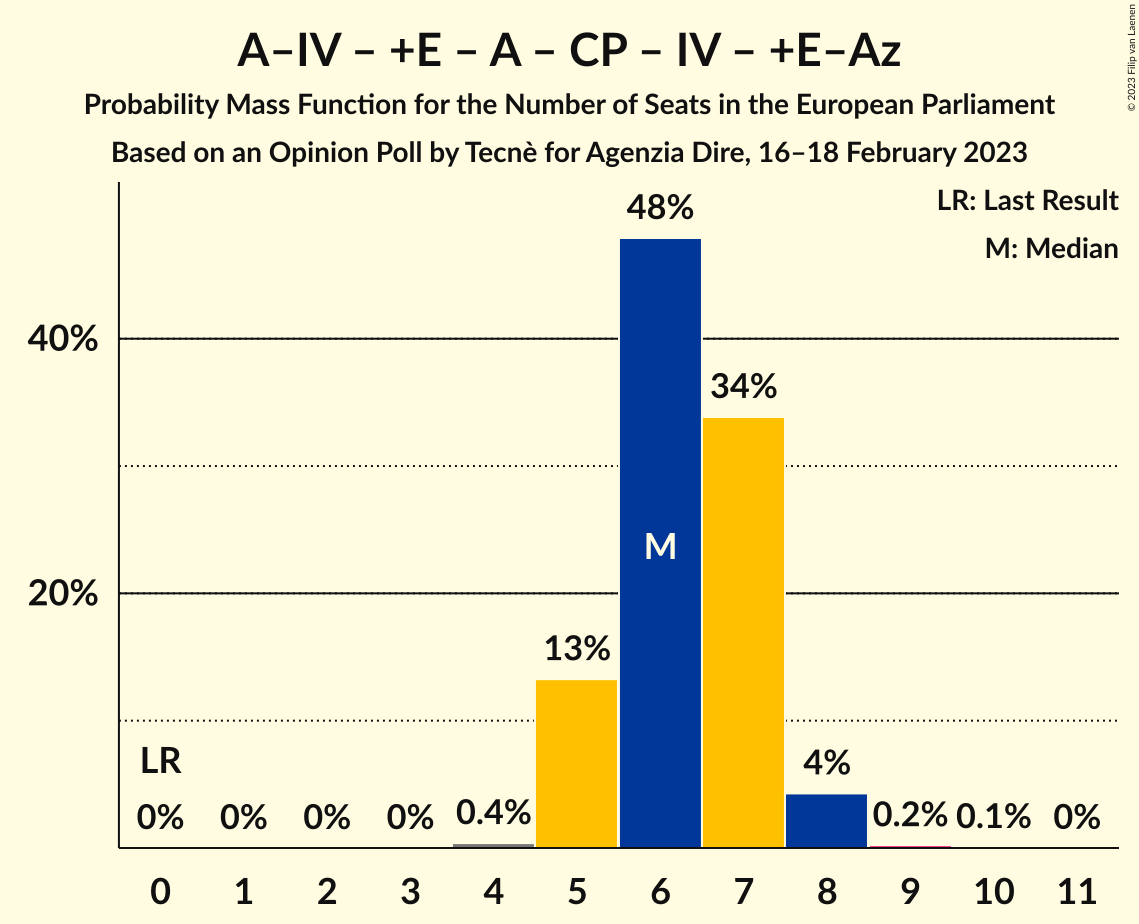 A–IV – +E – A – CP – IV – +E–Az
Probability Mass Function for the Number of Seats in the European Parliament
Based on an Opinion Poll by Tecnè for Agenzia Dire, 16–18 February 2023
© 2023 Filip van Laenen
LR: Last Result
M: Median
48%
40%
34%
M
20%
13%
LR
4%
0% 0% 0% 0% 0.4% 0.2% 0.1% 0%
0 1 2 3 4 5 6 7 8 9 10 11